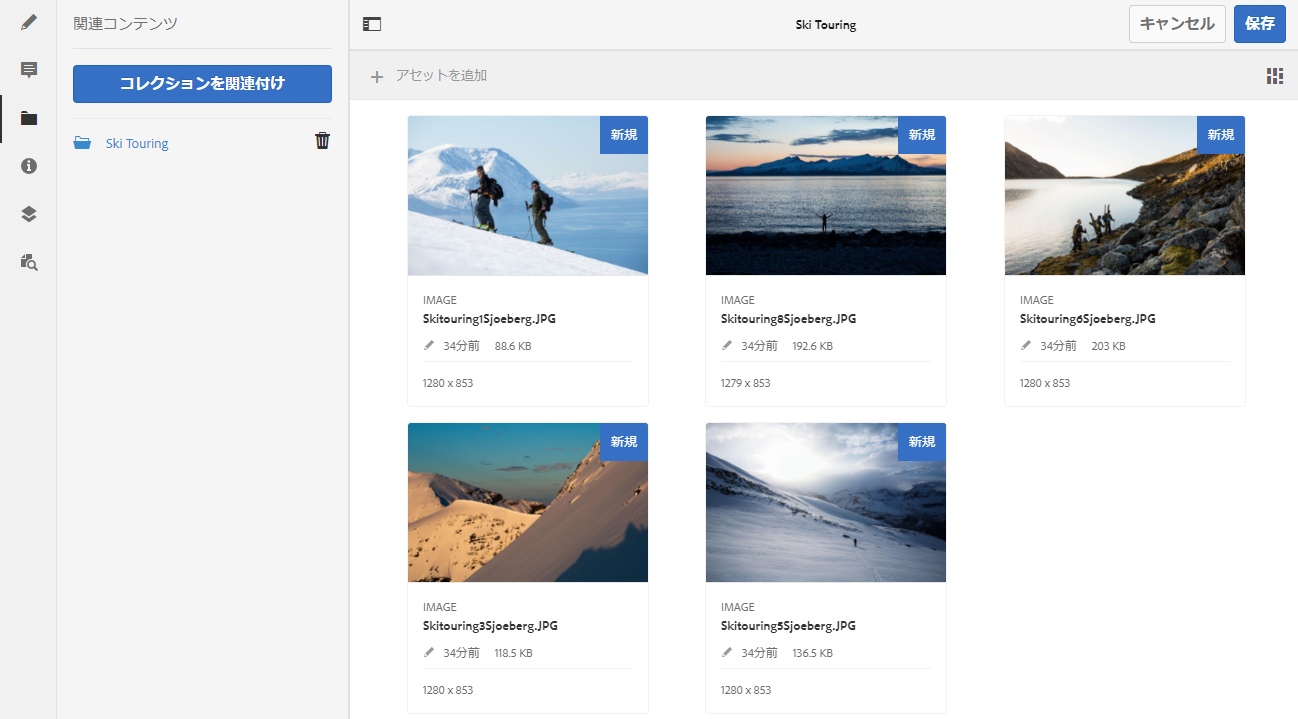 関連コンテンツ
コレクションを関連付け
Ski Touring
Ski Touring
キャンセル
保存
アセットを追加
新規
IMAGE
Skitouring1Sjoeberg.JPG
34分前 88.6 KB
1280 x 853
新規
IMAGE
Skitouring8Sjoeberg.JPG
34分前 192.6 KB
1279 x 853
新規
IMAGE
Skitouring6Sjoeberg.JPG
34分前 203 KB
1280 x 853
新規
IMAGE
Skitouring3Sjoeberg.JPG
34分前 118.5 KB
1280 x 853
新規
IMAGE
Skitouring5Sjoeberg.JPG
34分前 136.5 KB
1280 x 853